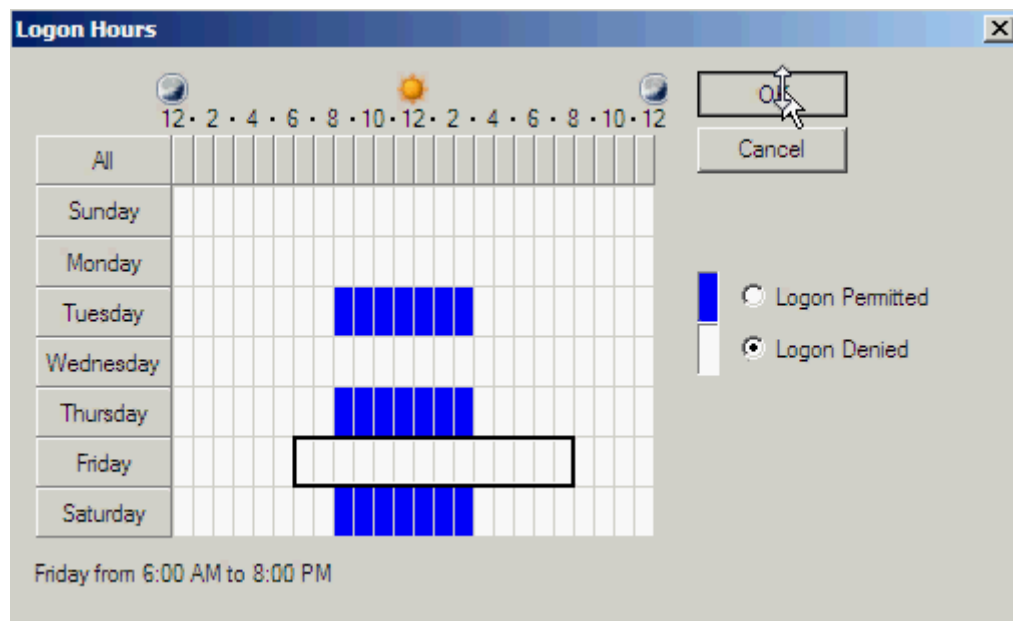 Logon Hours
12 · 2 · 4 · 6 · 8 · 10 · 12 · 2 · 4 · 6 · 8 · 10 · 12
All
Sunday
Monday
Tuesday
Wednesday
Thursday
Friday
Saturday
Friday from 6:00 AM to 8:00 PM
Cancel
Logon Permitted
Logon Denied